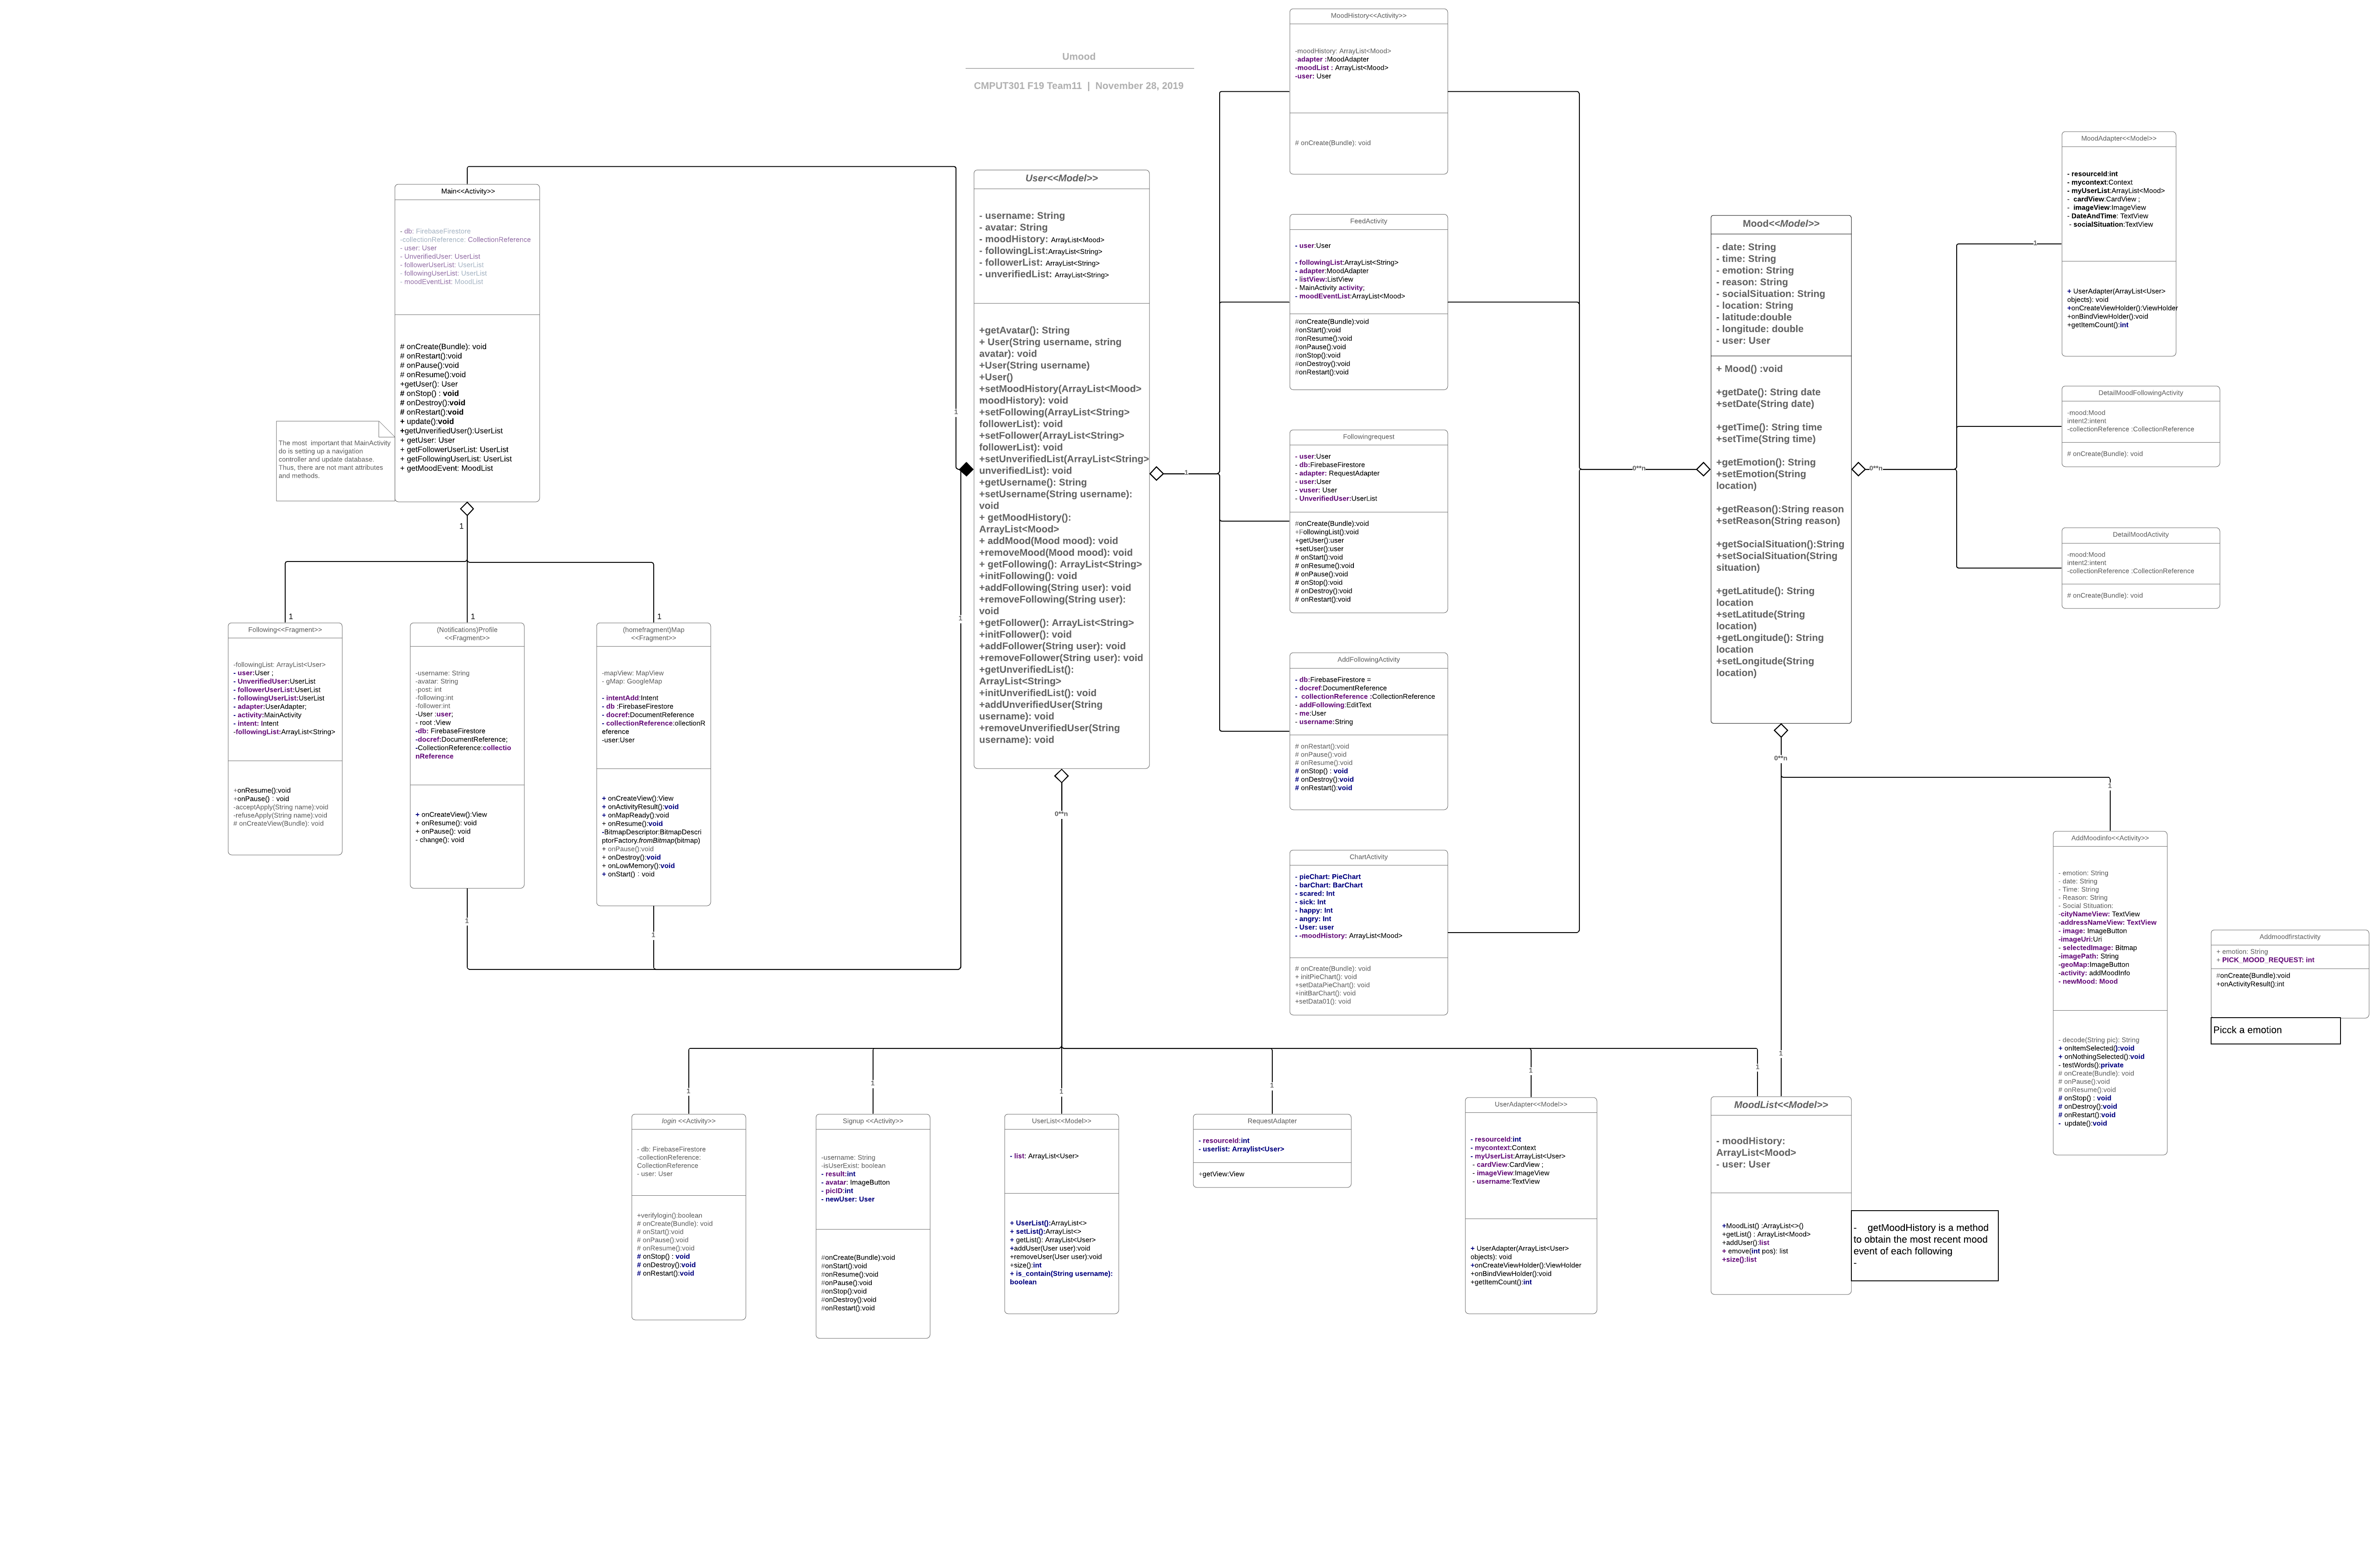 Umood
CMPUT301 F19 Team11 | November 28, 2019
Main<<Activity>>
- db: FirebaseFirestore
-collectionReference: CollectionReference
- user: User
- UnverifiedUser: UserList
- followerUserList: UserList
- followingUserList: UserList
- moodEventList: MoodList
# onCreate(Bundle): void
# onRestart():void
# onPause():void
# onResume():void
+getUser(): User
# onStop() : void
# onDestroy():void
# onRestart():void
+ update():void
+getUnverifiedUser():UserList
+ getUser: User
+ getFollowerUserList: UserList
+ getFollowingUserList: UserList
+ getMoodEvent: MoodList
The most  important that MainActivity
do is setting up a navigation
controller and update database.
Thus, there are not mant attributes
and methods.
1
1
1
1
Following<<Fragment>>
-followingList: ArrayList<User>
- user:User ;
- UnverifiedUser:UserList
- followerUserList:UserList
- followingUserList:UserList
- adapter:UserAdapter;
- activity:MainActivity
- intent: Intent
-followingList:ArrayList<String>
+onResume():void
+onPause() : void
-acceptApply(String name):void
-refuseApply(String name):void
# onCreateView(Bundle): void
(Notifications)Profile
<<Fragment>>
-username: String
-avatar: String
-post: int
-following:int
-follower:int
-User :user;
- root :View
-db: FirebaseFirestore
-docref:DocumentReference;
-CollectionReference:collectio
nReference
+ onCreateView():View
+ onResume(): void
+ onPause(): void
- change(): void
1
(homefragment)Map
<<Fragment>>
-mapView: MapView
- gMap: GoogleMap
- intentAdd:Intent
- db :FirebaseFirestore
- docref:DocumentReference
- collectionReference:ollectionR
eference
-user:User
+ onCreateView():View
+ onActivityResult():void
+ onMapReady():void
+ onResume():void
-BitmapDescriptor:BitmapDescri
ptorFactory.fromBitmap(bitmap)
+ onPause():void
+ onDestroy():void
+ onLowMemory():void
+ onStart() : void
1
1
1
User<<Model>>
- username: String
- avatar: String
- moodHistory: ArrayList<Mood>
- followingList:ArrayList<String>
- followerList: ArrayList<String>
- unverifiedList: ArrayList<String>
+getAvatar(): String
+ User(String username, string
avatar): void
+User(String username)
+User()
+setMoodHistory(ArrayList<Mood>
moodHistory): void
+setFollowing(ArrayList<String>
followerList): void
+setFollower(ArrayList<String>
followerList): void
+setUnverifiedList(ArrayList<String>
unverifiedList): void
+getUsername(): String
+setUsername(String username):
void
+ getMoodHistory():
ArrayList<Mood>
+ addMood(Mood mood): void
+removeMood(Mood mood): void
+ getFollowing(): ArrayList<String>
+initFollowing(): void
+addFollowing(String user): void
+removeFollowing(String user):
void
+getFollower(): ArrayList<String>
+initFollower(): void
+addFollower(String user): void
+removeFollower(String user): void
+getUnverifiedList():
ArrayList<String>
+initUnverifiedList(): void
+addUnverifiedUser(String
username): void
+removeUnverifiedUser(String
username): void
1
0**n
MoodHistory<<Activity>>
-moodHistory: ArrayList<Mood>
-adapter :MoodAdapter
-moodList : ArrayList<Mood>
-user: User
# onCreate(Bundle): void
FeedActivity
- user:User
- followingList:ArrayList<String>
- adapter:MoodAdapter
- listView:ListView
- MainActivity activity;
- moodEventList:ArrayList<Mood>
#onCreate(Bundle):void
#onStart():void
#onResume():void
#onPause():void
#onStop():void
#onDestroy():void
#onRestart():void
Followingrequest
- user:User
- db:FirebaseFirestore
- adapter: RequestAdapter
- user:User
- vuser: User
- UnverifiedUser:UserList
#onCreate(Bundle):void
+FollowingList():void
+getUser():user
+setUser():user
# onStart():void
# onResume():void
# onPause():void
# onStop():void
# onDestroy():void
# onRestart():void
AddFollowingActivity
- db:FirebaseFirestore =
- docref:DocumentReference
-  collectionReference :CollectionReference
- addFollowing:EditText
- me:User
- username:String
# onRestart():void
# onPause():void
# onResume():void
# onStop() : void
# onDestroy():void
# onRestart():void
ChartActivity
- pieChart: PieChart
- barChart: BarChart
- scared: Int
- sick: Int
- happy: Int
- angry: Int
- User: user
- -moodHistory: ArrayList<Mood>
# onCreate(Bundle): void
+ initPieChart(): void
+setDataPieChart(): void
+initBarChart(): void
+setData01(): void
0**n
Mood<<Model>>
- date: String
- time: String
- emotion: String
- reason: String
- socialSituation: String
- location: String
- latitude:double
- longitude: double
- user: User
+ Mood() :void
+getDate(): String date
+setDate(String date)
+getTime(): String time
+setTime(String time)
+getEmotion(): String
+setEmotion(String
location)
+getReason():String reason
+setReason(String reason)
+getSocialSituation():String
+setSocialSituation(String
situation)
+getLatitude(): String
location
+setLatitude(String
location)
+getLongitude(): String
location
+setLongitude(String
location)
0**n
0**n
1
MoodAdapter<<Model>>
- resourceId:int
- mycontext:Context
- myUserList:ArrayList<Mood>
-  cardView:CardView ;
-  imageView:ImageView
- DateAndTime: TextView
- socialSituation:TextView
+ UserAdapter(ArrayList<User>
objects): void
+onCreateViewHolder():ViewHolder
+onBindViewHolder():void
+getItemCount():int
DetailMoodFollowingActivity
-mood:Mood
intent2:intent
-collectionReference :CollectionReference
# onCreate(Bundle): void
DetailMoodActivity
-mood:Mood
intent2:intent
-collectionReference :CollectionReference
# onCreate(Bundle): void
1
AddMoodinfo<<Activity>>
- emotion: String
- date: String
- Time: String
- Reason: String
- Social Stituation:
-cityNameView: TextView
-addressNameView: TextView
- image: ImageButton
-imageUri:Uri
- selectedImage: Bitmap
-imagePath: String
-geoMap:ImageButton
-activity: addMoodInfo
- newMood: Mood
- decode(String pic): String
+ onItemSelected():void
+ onNothingSelected():void
- testWords():private
# onCreate(Bundle): void
# onPause():void
# onResume():void
# onStop() : void
# onDestroy():void
# onRestart():void
-  update():void
Addmoodfirstactivity
+ emotion: String
+ PICK_MOOD_REQUEST: int
#onCreate(Bundle):void
+onActivityResult():int
Picck a emotion
1
login <<Activity>>
- db: FirebaseFirestore
-collectionReference:
CollectionReference
- user: User
+verifylogin():boolean
# onCreate(Bundle): void
# onStart():void
# onPause():void
# onResume():void
# onStop() : void
# onDestroy():void
# onRestart():void
1
Signup <<Activity>>
-username: String
-isUserExist: boolean
- result:int
- avatar: ImageButton
- picID:int
- newUser: User
#onCreate(Bundle):void
#onStart():void
#onResume():void
#onPause():void
#onStop():void
#onDestroy():void
#onRestart():void
1
UserList<<Model>>
- list: ArrayList<User>
+ UserList():ArrayList<>
+ setList():ArrayList<>
+ getList(): ArrayList<User>
+addUser(User user):void
+removeUser(User user):void
+size():int
+ is_contain(String username):
boolean
1
RequestAdapter
- resourceId:int
- userlist: Arraylist<User>
+getView:View
1
UserAdapter<<Model>>
- resourceId:int
- mycontext:Context
- myUserList:ArrayList<User>
- cardView:CardView ;
- imageView:ImageView
- username:TextView
+ UserAdapter(ArrayList<User>
objects): void
+onCreateViewHolder():ViewHolder
+onBindViewHolder():void
+getItemCount():int
1
1
MoodList<<Model>>
- moodHistory:
ArrayList<Mood>
- user: User
+MoodList() :ArrayList<>()
+getList() : ArrayList<Mood>
+addUser():list
+ emove(int pos): list
+size():list
-    getMoodHistory is a method
to obtain the most recent mood
event of each following
-